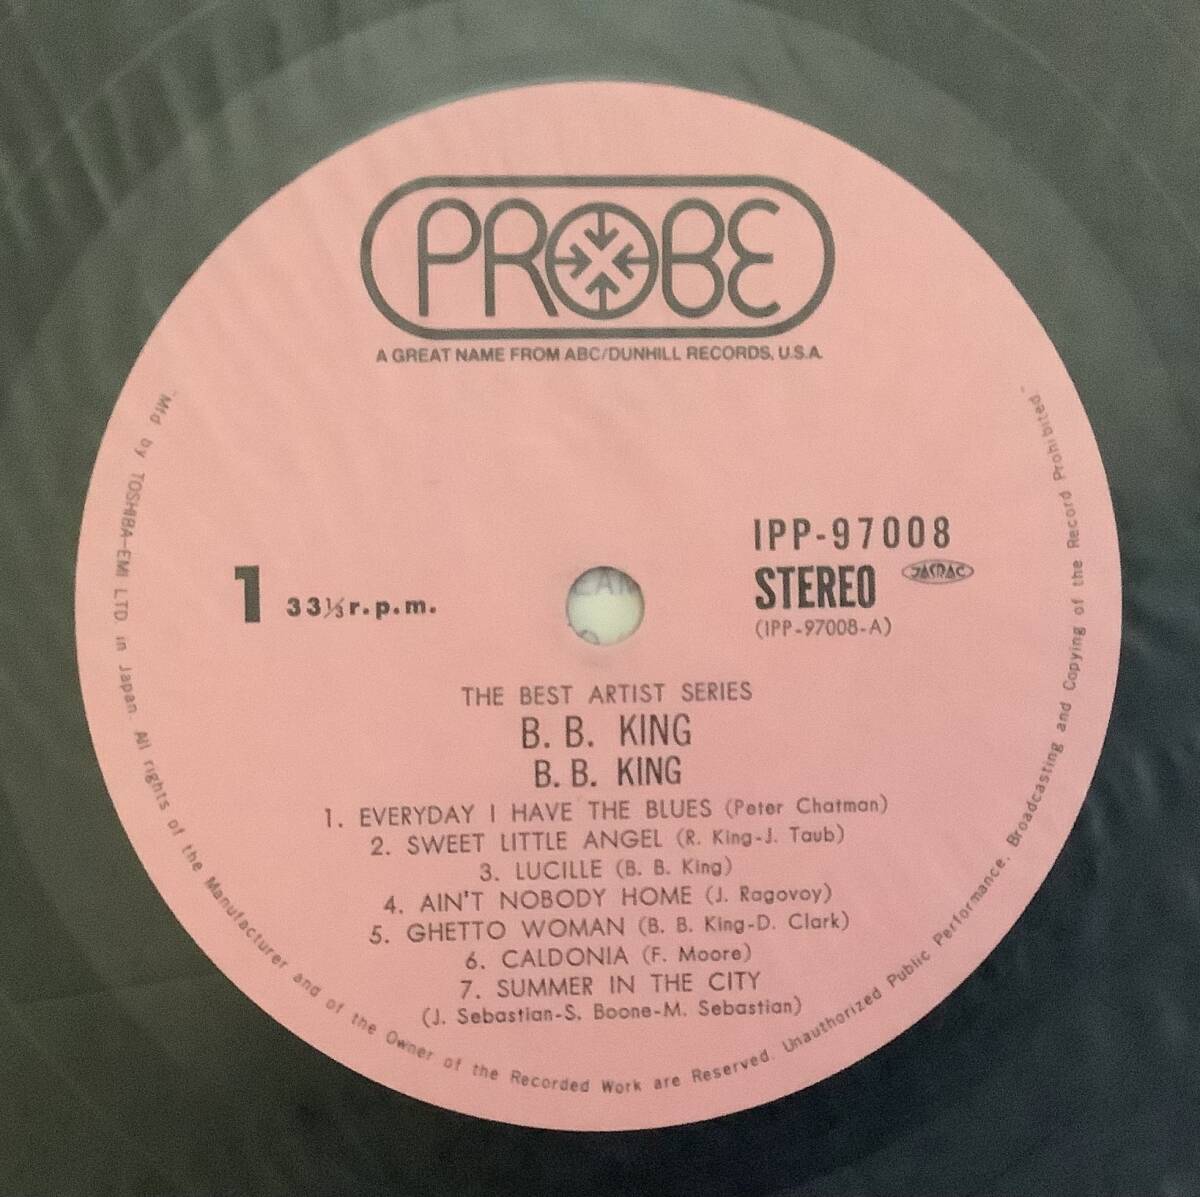 PROBE
A GREAT NAME FROM ABC/DUNHILL RECORDS, U.S.A.
IPP-97008
1 33⅓ r.p.m.
STEREO JASRAC
(IPP-97008-A)
THE BEST ARTIST SERIES
B. B. KING
B. B. KING
1. EVERYDAY I HAVE THE BLUES (Peter Chatman)
2. SWEET LITTLE ANGEL (R. King-J. Taub)
3. LUCILLE (B. B. King)
4. AIN'T NOBODY HOME (J. Ragovoy)
5. GHETTO WOMAN (B. B. King-D. Clark)
6. CALDONIA (F. Moore)
7. SUMMER IN THE CITY
(J. Sebastian-S. Boone-M. Sebastian)
"Mfd by TOSHIBA-EMI LTD. in Japan. All rights of the Manufacturer and of the Owner of the Recorded Work are Reserved. Unauthorized Public Performance, Broadcasting and Copying of the Record Prohibited."